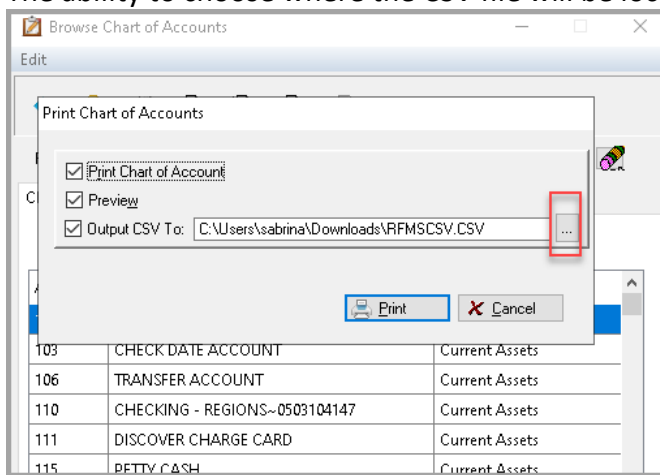 The ability to choose where the CSV file will be loc
Browse Chart of Accounts
Edit
Print Chart of Accounts
Print Chart of Account
Preview
Output CSV To: C:\Users\sabrina\Downloads\RFMSCSV.CSV ...
Print Cancel
103 CHECK DATE ACCOUNT Current Assets
106 TRANSFER ACCOUNT Current Assets
110 CHECKING - REGIONS~0503104147 Current Assets
111 DISCOVER CHARGE CARD Current Assets
115 PETTY CASH Current Assets